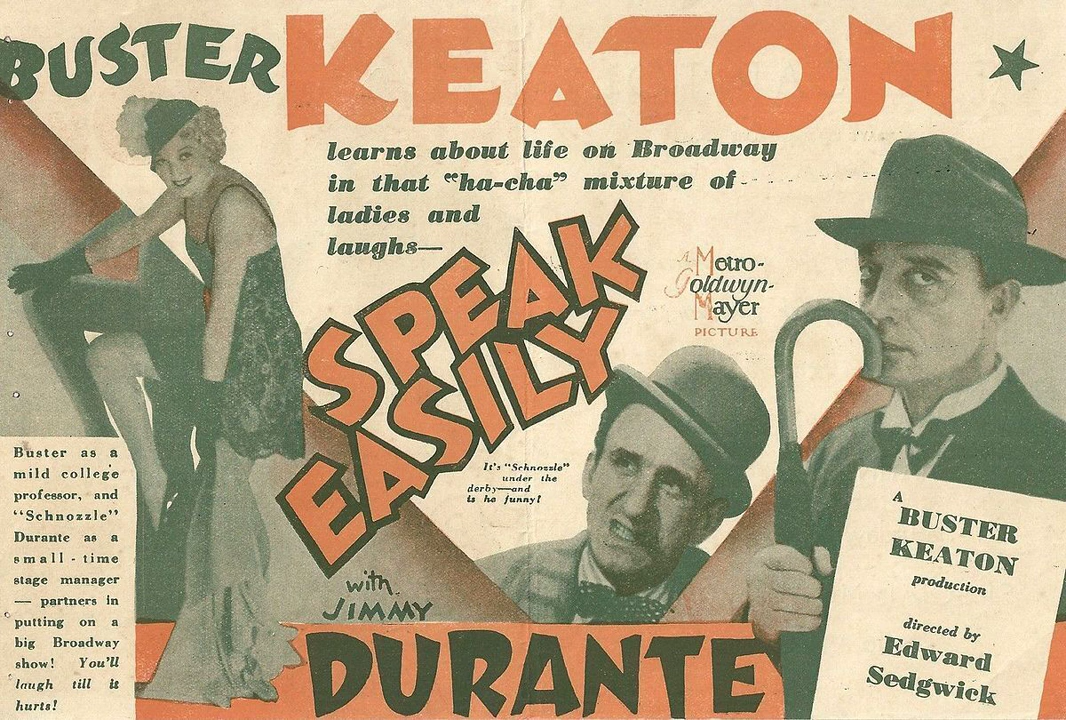 BUSTER KEATON
learns about life on Broadway
in that "ha-cha" mixture of
ladies and
laughs—
SPEAK
EASILY
A Metro-
Goldwyn-
Mayer
PICTURE
It's "Schnozzle"
under the
derby—and
is he funny!
with
JIMMY
DURANTE
Buster as a
mild college
professor, and
"Schnozzle"
Durante as a
small-time
stage manager
— partners in
putting on a
big Broadway
show! You'll
laugh till it
hurts!
A
BUSTER
KEATON
production
directed by
Edward
Sedgwick